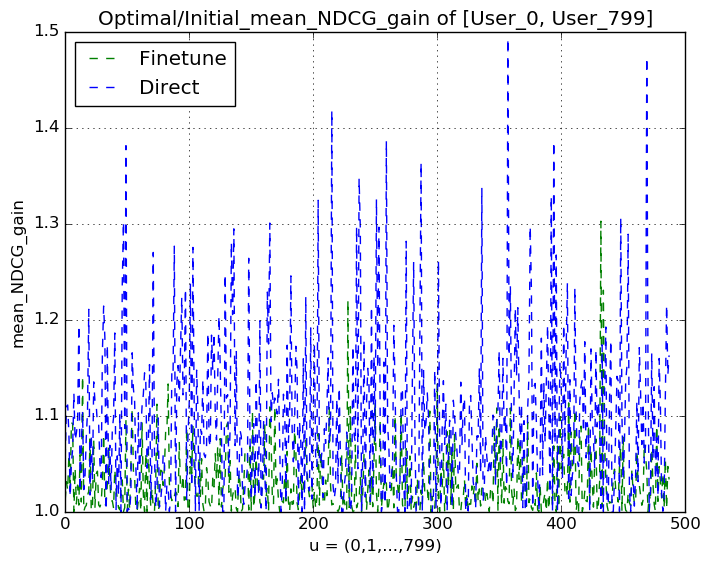 Optimal/Initial_mean_NDCG_gain of [User_0, User_799]
1.5
Finetune
Direct
1.4
1.3
mean_NDCG_gain
1.2
1.1
1.0
0 100 200 300 400 500
u = (0,1,...,799)